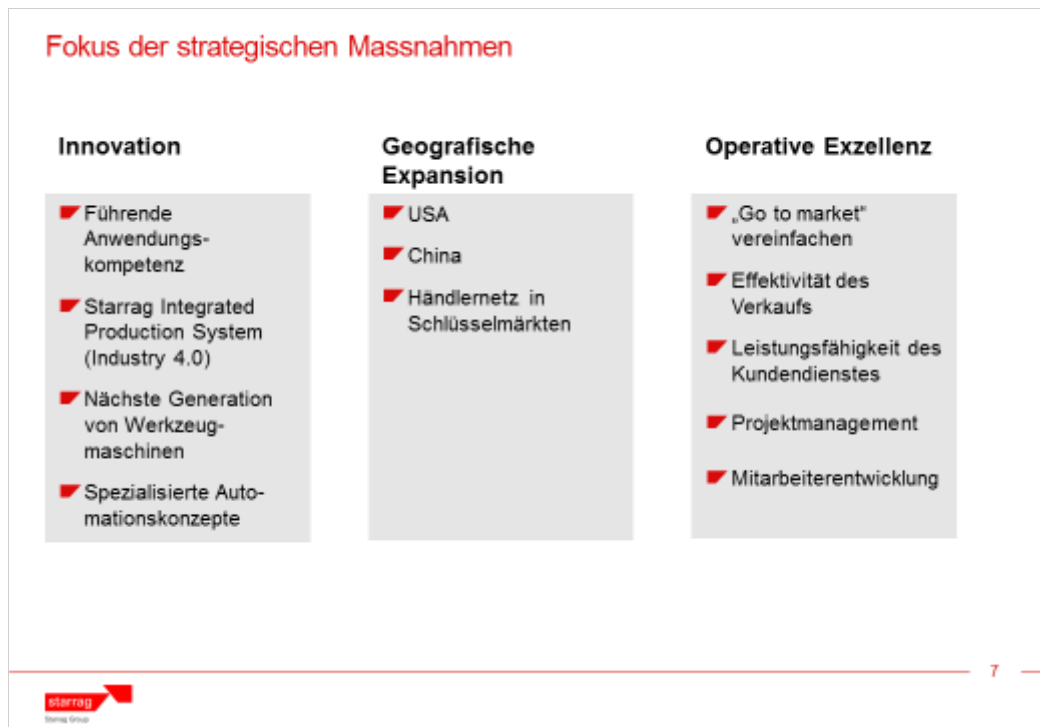 Fokus der strategischen Massnahmen
Innovation
Führende
Anwendungs-
kompetenz
Starrag Integrated
Production System
(Industry 4.0)
Nächste Generation
von Werkzeug-
maschinen
Spezialisierte Auto-
mationskonzepte
Geografische
Expansion
USA
China
Händlernetz in
Schlüsselmärkten
Operative Exzellenz
„Go to market“
vereinfachen
Effektivität des
Verkaufs
Leistungsfähigkeit des
Kundendienstes
Projektmanagement
Mitarbeiterentwicklung
7
starrag
Starrag Group